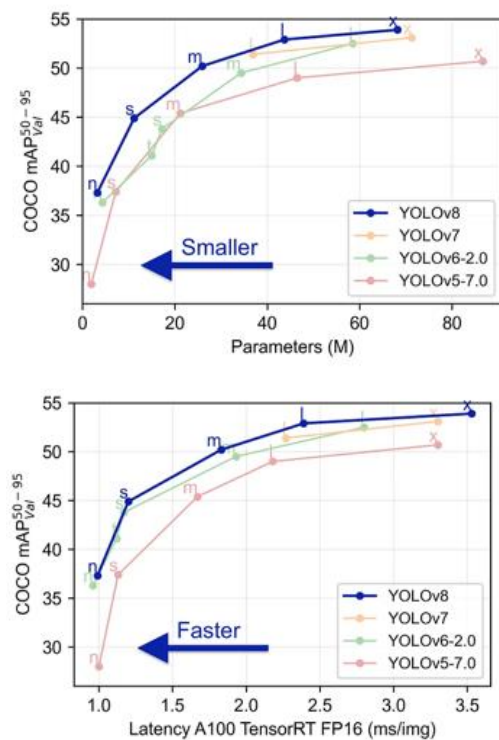 55
50
45
40
35
30
COCO mAP 50-95 Val
n
s
m
l
x
l
x
n
t
s
m
l
n
s
m
l
x
Smaller
YOLOv8
YOLOv7
YOLOv6-2.0
YOLOv5-7.0
0 20 40 60 80
Parameters (M)
55
50
45
40
35
30
COCO mAP 50-95 Val
n
s
m
l
x
l
x
n
s
l
n
s
m
l
x
Faster
YOLOv8
YOLOv7
YOLOv6-2.0
YOLOv5-7.0
1.0 1.5 2.0 2.5 3.0 3.5
Latency A100 TensorRT FP16 (ms/img)